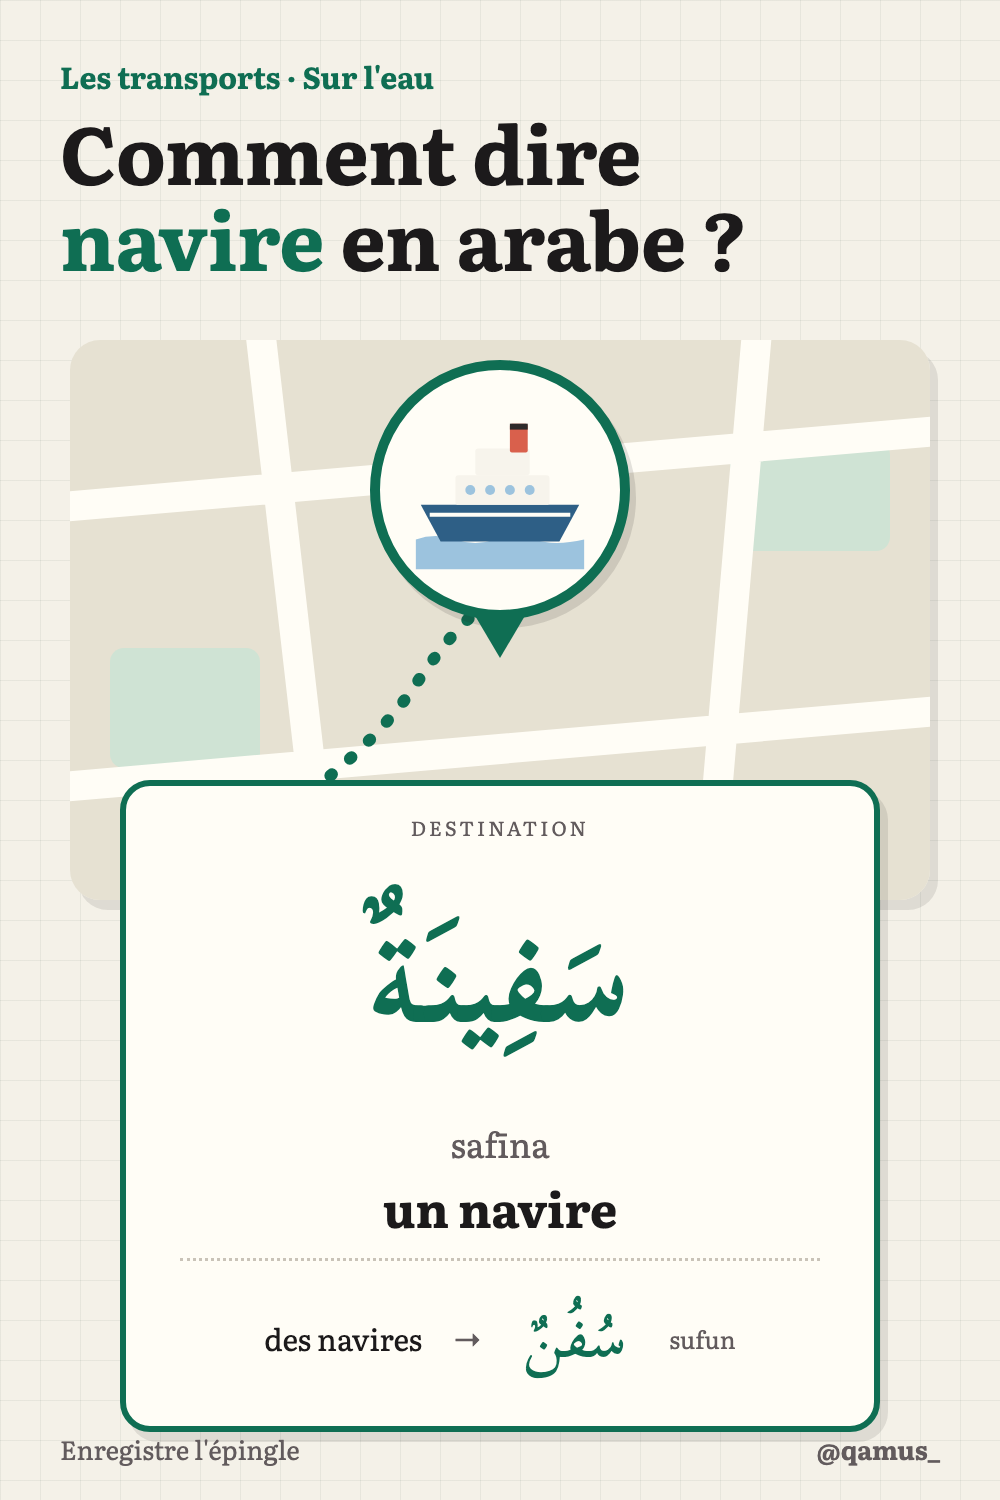 Les transports · Sur l'eau
Comment dire
navire en arabe ?
DESTINATION
سَفِينَةٌ
safīna
un navire
des navires → سُفُنٌ sufun
Enregistre l'épingle @qamus_